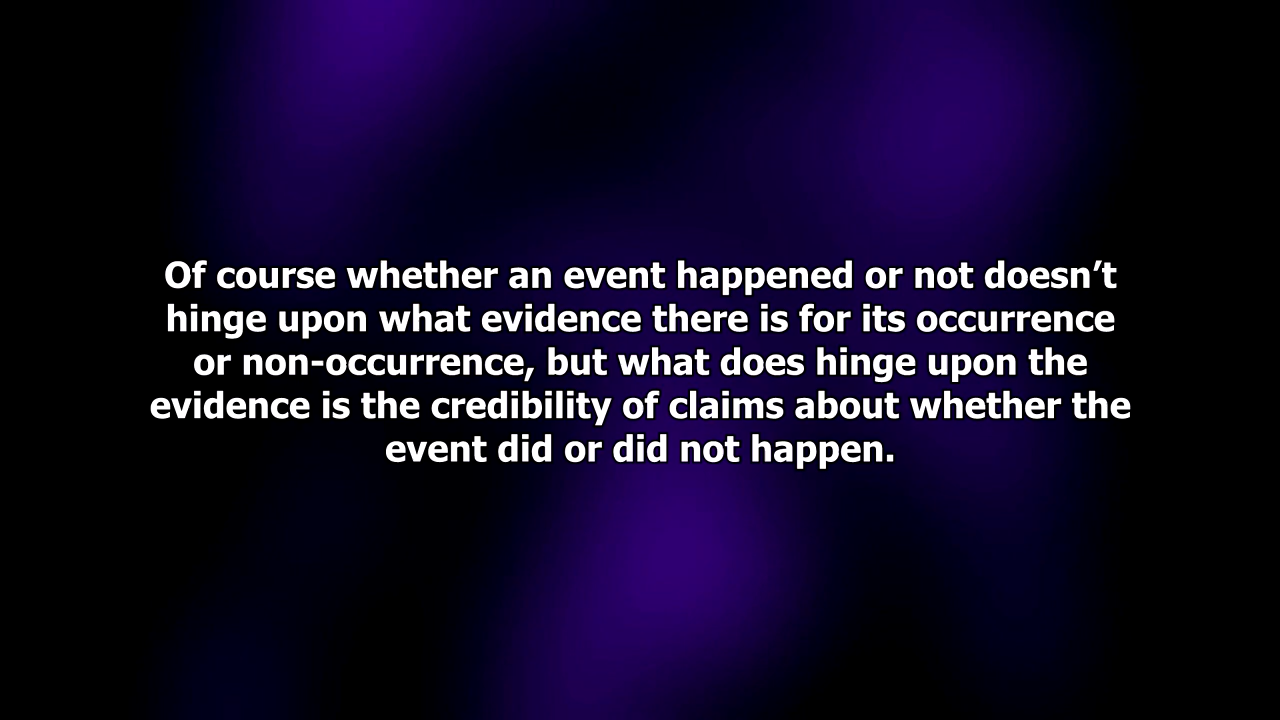 Of course whether an event happened or not doesn’t
hinge upon what evidence there is for its occurrence
or non-occurrence, but what does hinge upon the
evidence is the credibility of claims about whether the
event did or did not happen.